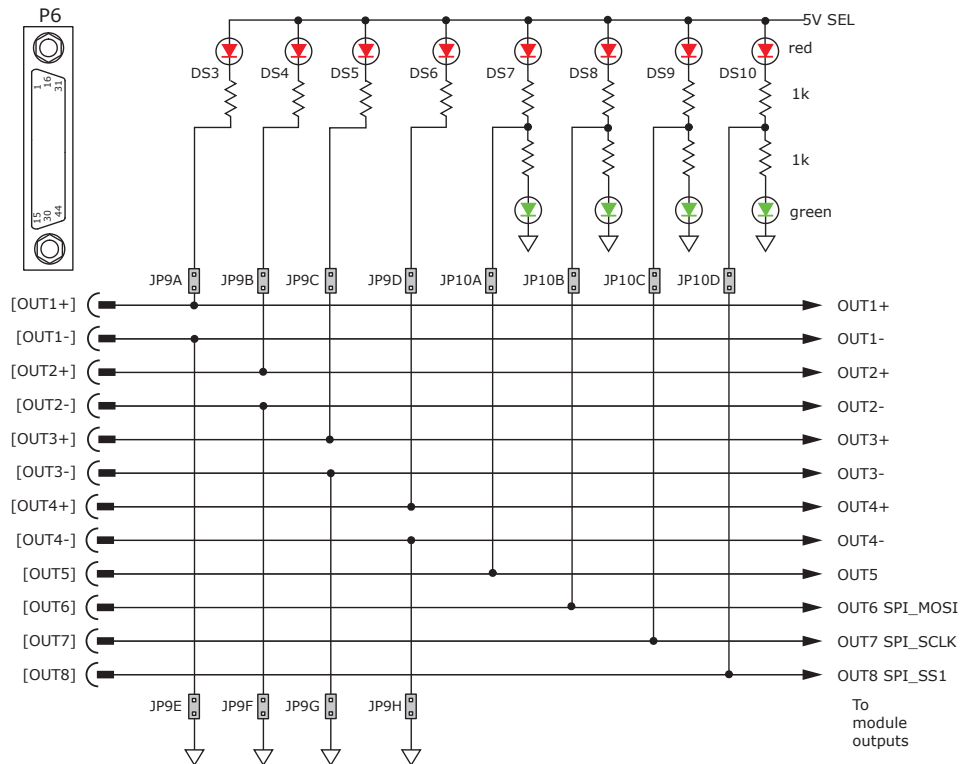 P6
5V SEL
red
DS3 DS4 DS5 DS6 DS7 DS8 DS9 DS10
1 16 31
1k
1k
15 30 44
green
JP9A JP9B JP9C JP9D JP10A JP10B JP10C JP10D
[OUT1+] OUT1+
[OUT1-] OUT1-
[OUT2+] OUT2+
[OUT2-] OUT2-
[OUT3+] OUT3+
[OUT3-] OUT3-
[OUT4+] OUT4+
[OUT4-] OUT4-
[OUT5] OUT5
[OUT6] OUT6 SPI_MOSI
[OUT7] OUT7 SPI_SCLK
[OUT8] OUT8 SPI_SS1
JP9E JP9F JP9G JP9H
To
module
outputs